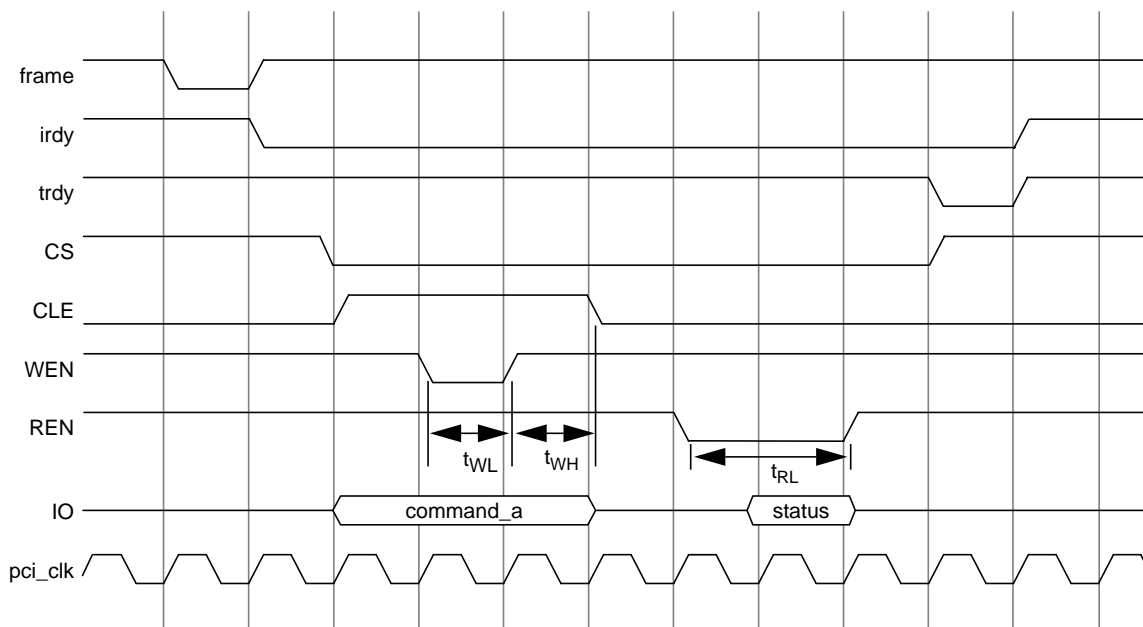 frame
irdy
trdy
CS
CLE
WEN
REN
tWL
tWH
tRL
IO
command_a
status
pci_clk